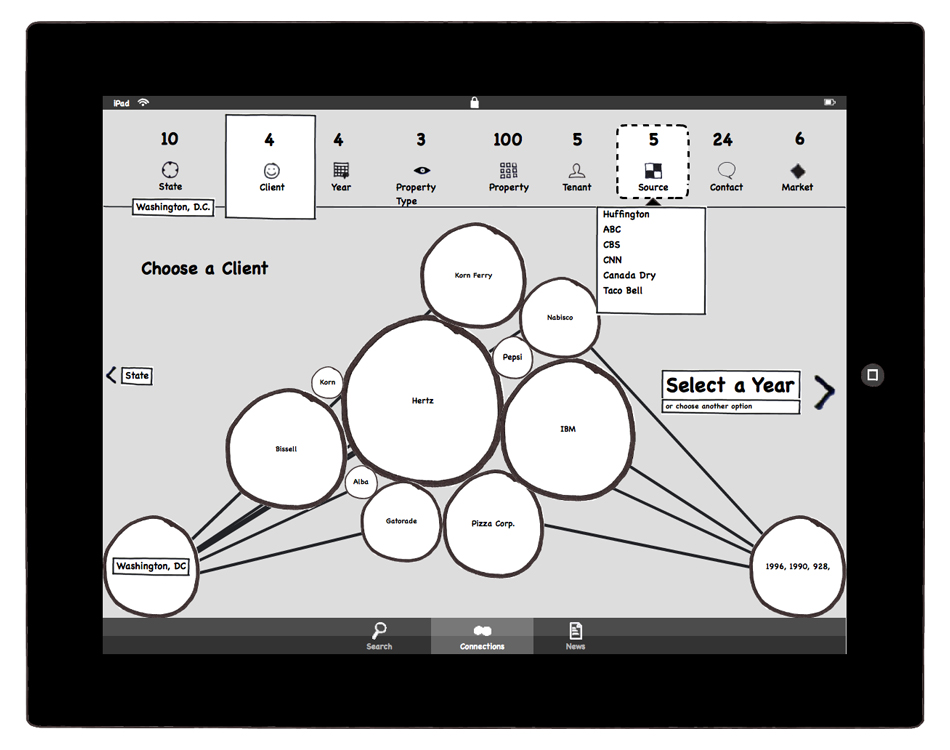 iPad
10
4
4
3
100
5
5
24
6
State
Client
Year
Property
Type
Property
Tenant
Source
Contact
Market
Washington, D.C.
Huffington
ABC
CBS
CNN
Canada Dry
Taco Bell
Choose a Client
Korn Ferry
Nabisco
Pepsi
Korn
Hertz
State
Select a Year
or choose another option
IBM
Bissell
Alba
Gatorade
Pizza Corp.
Washington, DC
1996, 1990, 928,
Search
Connections
News